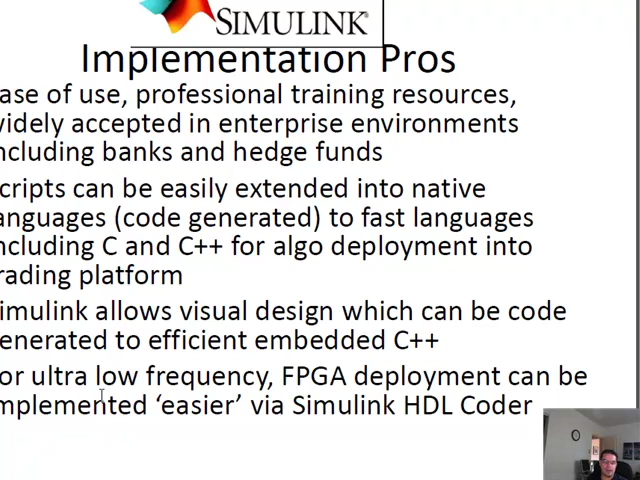 SIMULINK®
Implementation Pros
ase of use, professional training resources,
widely accepted in enterprise environments
ncluding banks and hedge funds
cripts can be easily extended into native
anguages (code generated) to fast languages
ncluding C and C++ for algo deployment into
rading platform
imulink allows visual design which can be code
enerated to efficient embedded C++
or ultra low frequency, FPGA deployment can be
mplemented ‘easier’ via Simulink HDL Coder